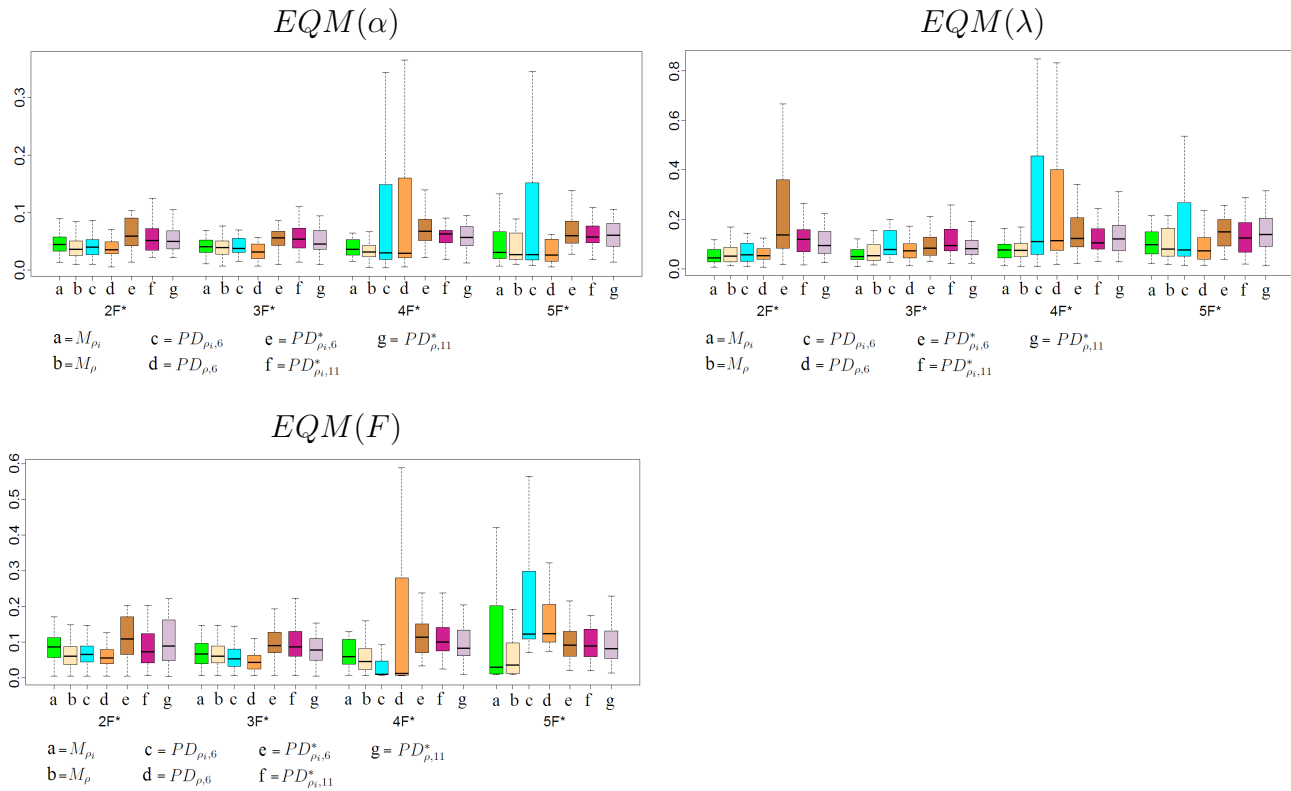 EQM(α)
0.0 0.1 0.2 0.3
a b c d e f g a b c d e f g a b c d e f g a b c d e f g
2F* 3F* 4F* 5F*
a = M_{ρ_i} c = PD_{ρ_i,6} e = PD^*_{ρ_i,6} g = PD^*_{ρ,11}
b = M_ρ d = PD_{ρ,6} f = PD^*_{ρ_i,11}
EQM(λ)
0.0 0.2 0.4 0.6 0.8
a b c d e f g a b c d e f g a b c d e f g a b c d e f g
2F* 3F* 4F* 5F*
a = M_{ρ_i} c = PD_{ρ_i,6} e = PD^*_{ρ_i,6} g = PD^*_{ρ,11}
b = M_ρ d = PD_{ρ,6} f = PD^*_{ρ_i,11}
EQM(F)
0.0 0.1 0.2 0.3 0.4 0.5 0.6
a b c d e f g a b c d e f g a b c d e f g a b c d e f g
2F* 3F* 4F* 5F*
a = M_{ρ_i} c = PD_{ρ_i,6} e = PD^*_{ρ_i,6} g = PD^*_{ρ,11}
b = M_ρ d = PD_{ρ,6} f = PD^*_{ρ_i,11}